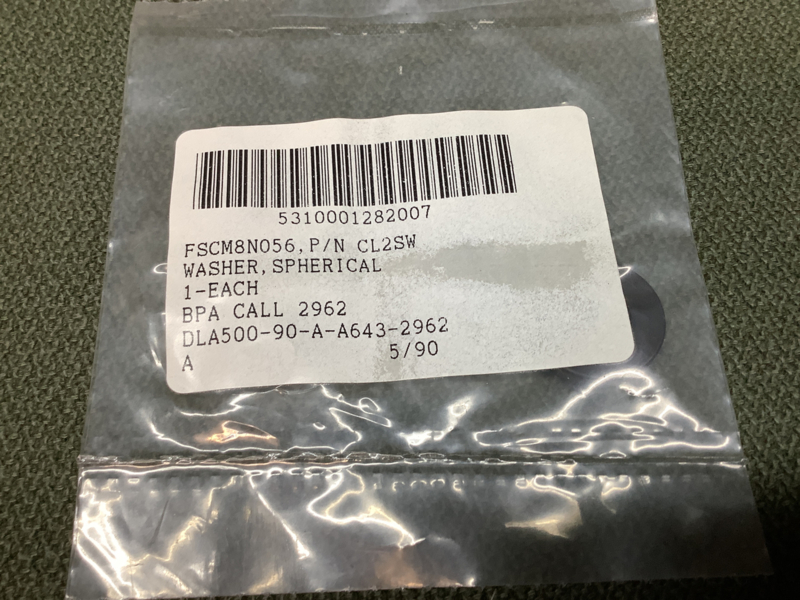 5310001282007
FSCM8N056,P/N CL2SW
WASHER,SPHERICAL
1-EACH
BPA CALL 2962
DLA500-90-A-A643-2962
A 5/90